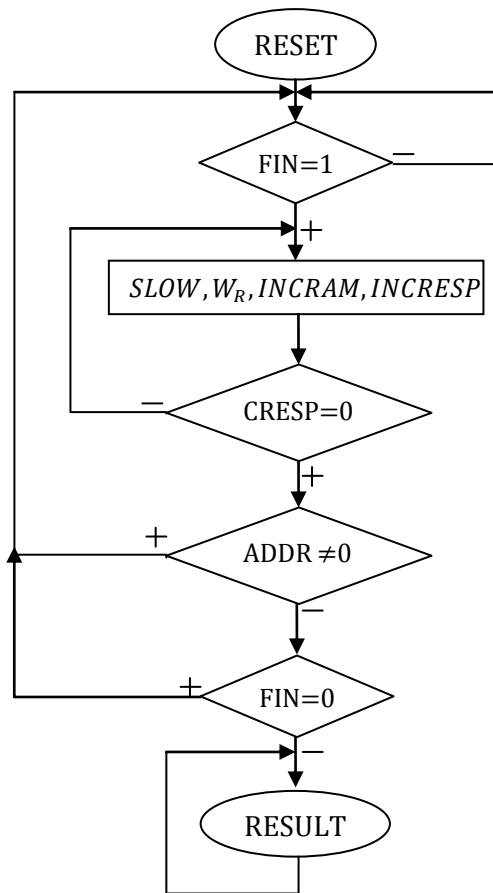 RESET
FIN=1
−
+
SLOW, W_R, INCRAM, INCRESP
CRESP=0
−
+
+
ADDR ≠0
−
+
FIN=0
−
RESULT